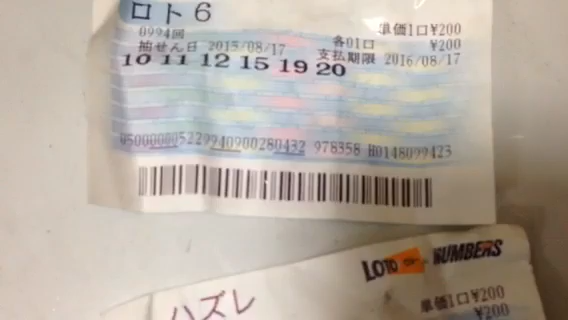 ロト6
単価1口¥200
0994回
各01口 ¥200
抽せん日 2015/08/17
支払期限 2016/08/17
10 11 12 15 19 20
05000000522994090028​0432 978358 H0148099423
LOTO NUMBERS
ハズレ
単価1口¥200
¥200